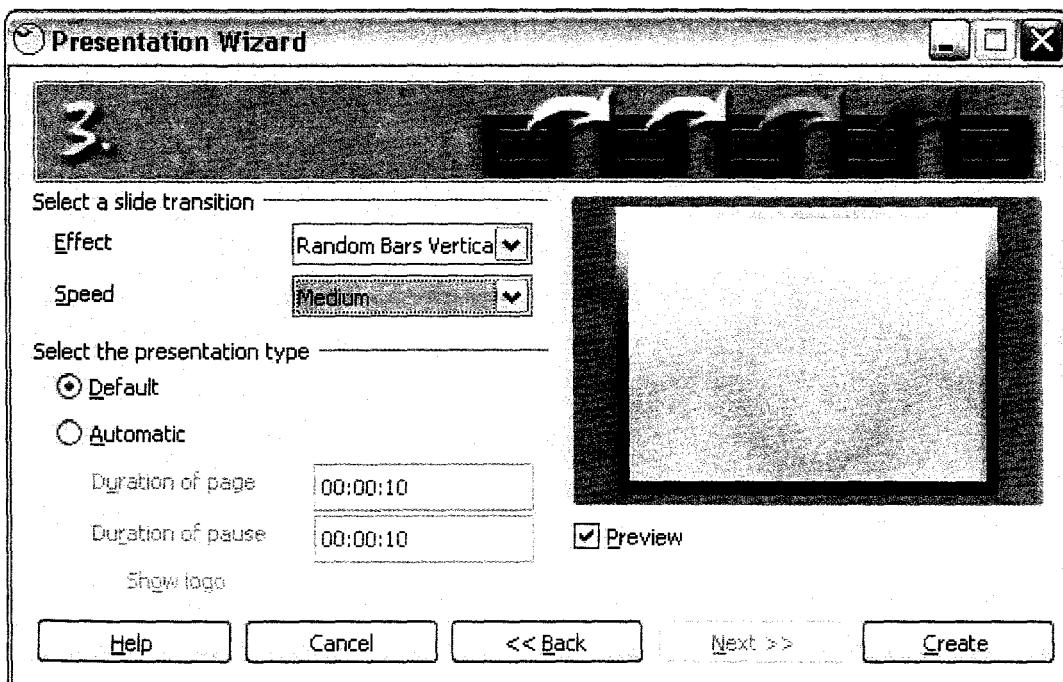 Presentation Wizard
3.
Select a slide transition
Effect Random Bars Vertica
Speed Medium
Select the presentation type
Default
Automatic
Duration of page 00:00:10
Duration of pause 00:00:10
Preview
Show logo
Help Cancel << Back Next >> Create